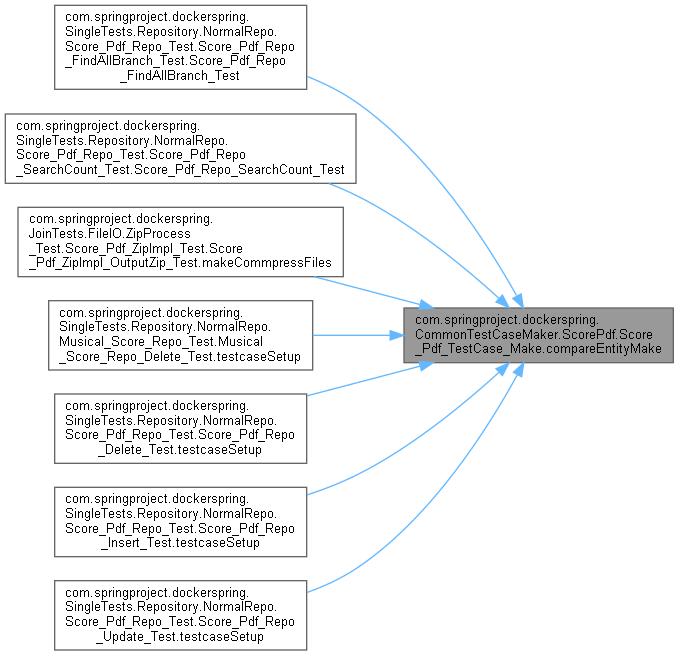 com.springproject.dockerspring.
SingleTests.Repository.NormalRepo.
Score_Pdf_Repo_Test.Score_Pdf_Repo
_FindAllBranch_Test.Score_Pdf_Repo
_FindAllBranch_Test
com.springproject.dockerspring.
SingleTests.Repository.NormalRepo.
Score_Pdf_Repo_Test.Score_Pdf_Repo
_SearchCount_Test.Score_Pdf_Repo_SearchCount_Test
com.springproject.dockerspring.
JoinTests.FileIO.ZipProcess
_Test.Score_Pdf_ZipImpl_Test.Score
_Pdf_ZipImpl_OutputZip_Test.makeCommpressFiles
com.springproject.dockerspring.
SingleTests.Repository.NormalRepo.
Musical_Score_Repo_Test.Musical
_Score_Repo_Delete_Test.testcaseSetup
com.springproject.dockerspring.
SingleTests.Repository.NormalRepo.
Score_Pdf_Repo_Test.Score_Pdf_Repo
_Delete_Test.testcaseSetup
com.springproject.dockerspring.
SingleTests.Repository.NormalRepo.
Score_Pdf_Repo_Test.Score_Pdf_Repo
_Insert_Test.testcaseSetup
com.springproject.dockerspring.
SingleTests.Repository.NormalRepo.
Score_Pdf_Repo_Test.Score_Pdf_Repo
_Update_Test.testcaseSetup
com.springproject.dockerspring.
CommonTestCaseMaker.ScorePdf.Score
_Pdf_TestCase_Make.compareEntityMake